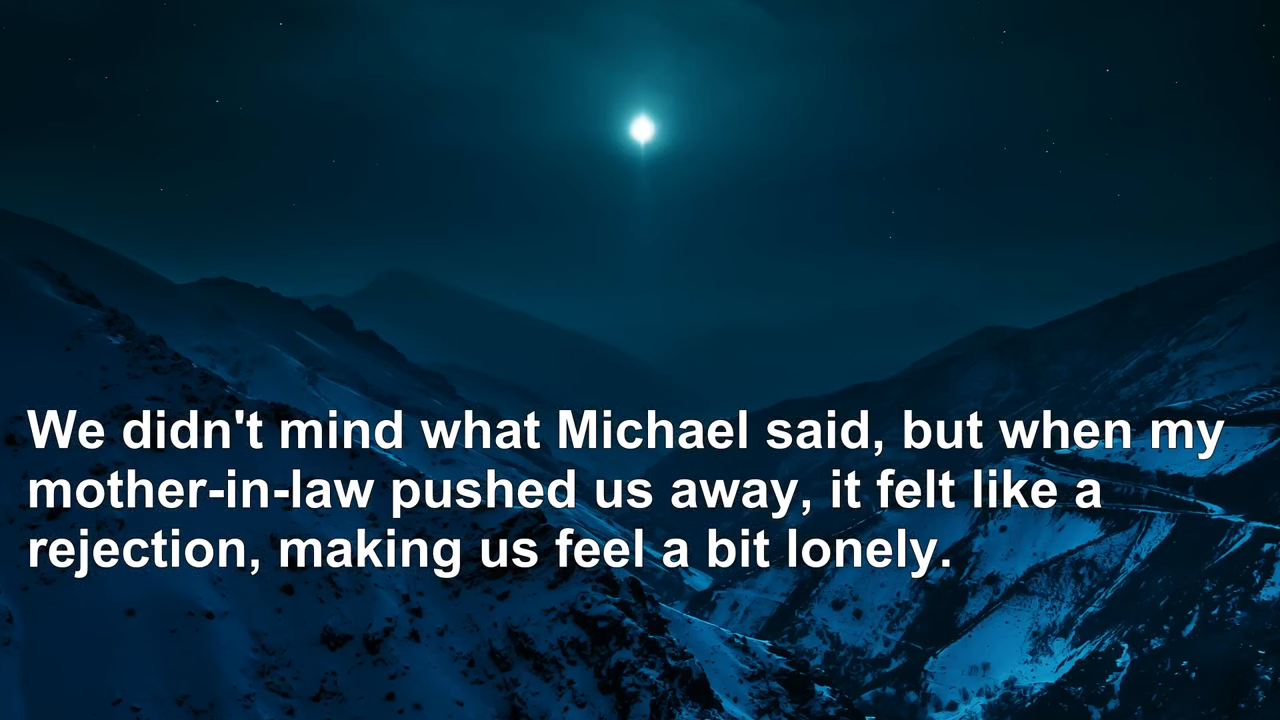 We didn't mind what Michael said, but when my
mother-in-law pushed us away, it felt like a
rejection, making us feel a bit lonely.